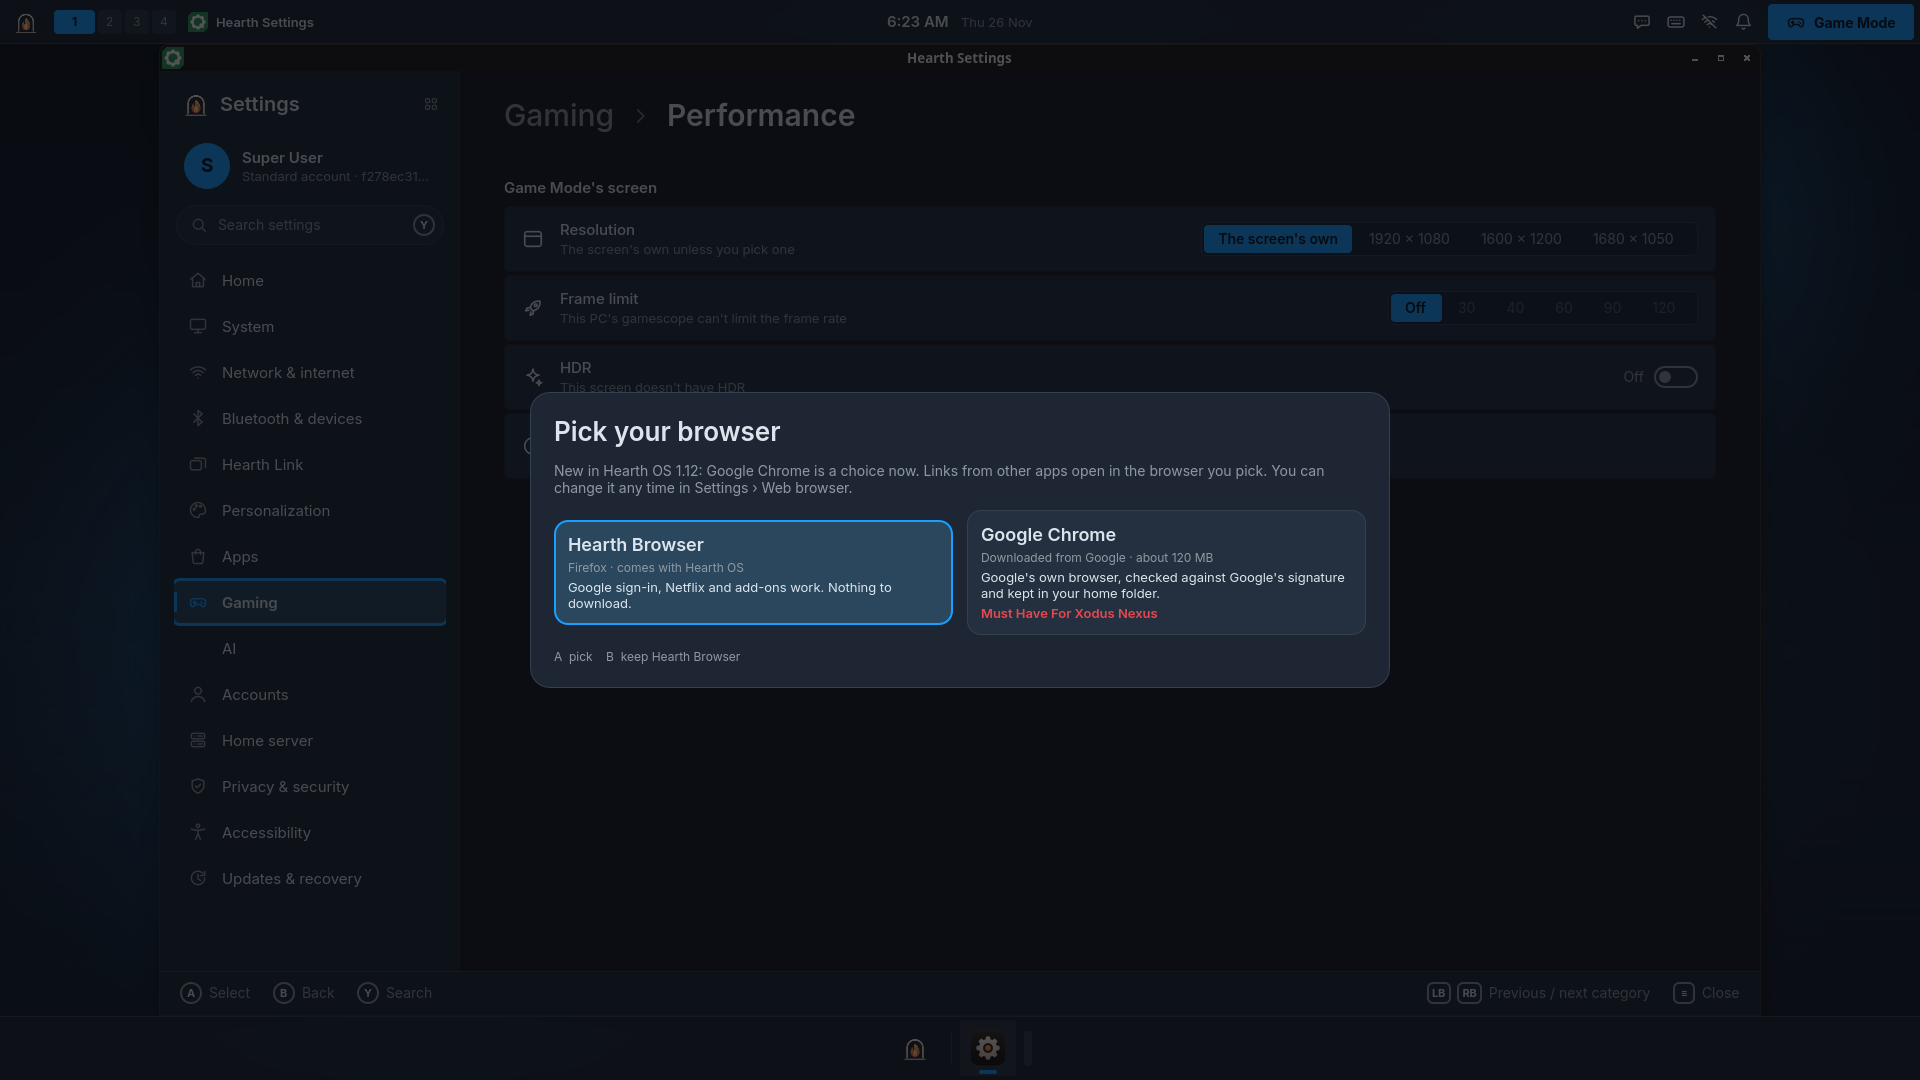 1 2 3 4 Hearth Settings
6:23 AM Thu 26 Nov
Game Mode
Hearth Settings
Settings
S
Super User
Standard account · f278ec31...
Search settings Y
Home
System
Network & internet
Bluetooth & devices
Hearth Link
Personalization
Apps
Gaming
AI
Accounts
Home server
Privacy & security
Accessibility
Updates & recovery
Gaming > Performance
Game Mode's screen
Resolution
The screen's own unless you pick one
The screen's own 1920 × 1080 1600 × 1200 1680 × 1050
Frame limit
This PC's gamescope can't limit the frame rate
Off 30 40 60 90 120
HDR
This screen doesn't have HDR
Off
Pick your browser
New in Hearth OS 1.12: Google Chrome is a choice now. Links from other apps open in the browser you pick. You can
change it any time in Settings › Web browser.
Hearth Browser
Firefox · comes with Hearth OS
Google sign-in, Netflix and add-ons work. Nothing to
download.
Google Chrome
Downloaded from Google · about 120 MB
Google's own browser, checked against Google's signature
and kept in your home folder.
Must Have For Xodus Nexus
A pick B keep Hearth Browser
A Select B Back Y Search
LB RB Previous / next category ≡ Close